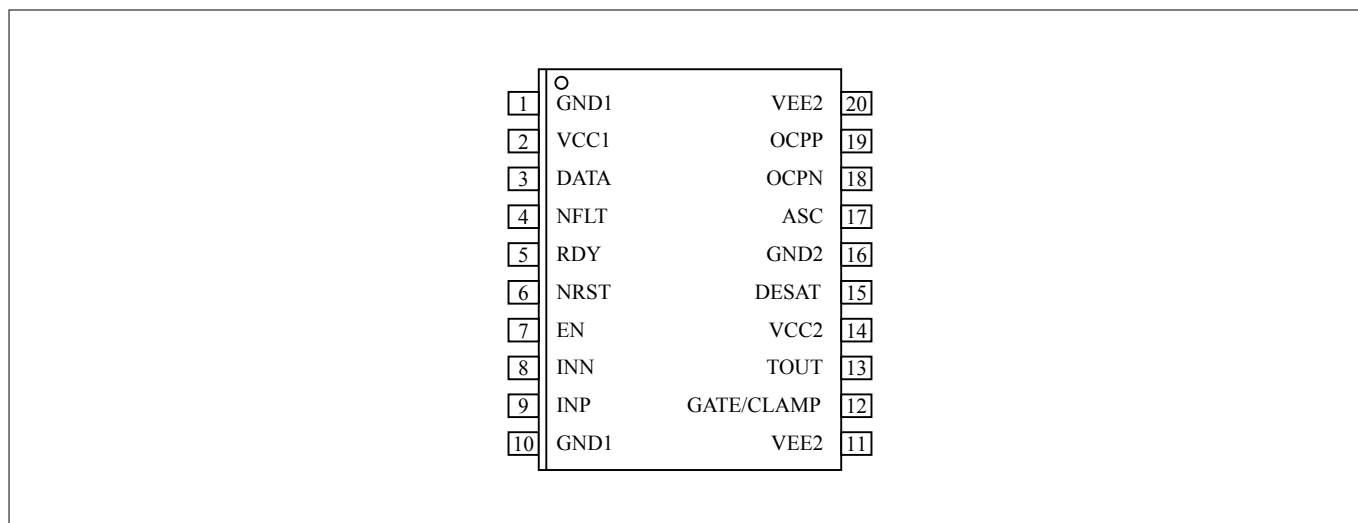 1 GND1 VEE2 20
2 VCC1 OCPP 19
3 DATA OCPN 18
4 NFLT ASC 17
5 RDY GND2 16
6 NRST DESAT 15
7 EN VCC2 14
8 INN TOUT 13
9 INP GATE/CLAMP 12
10 GND1 VEE2 11